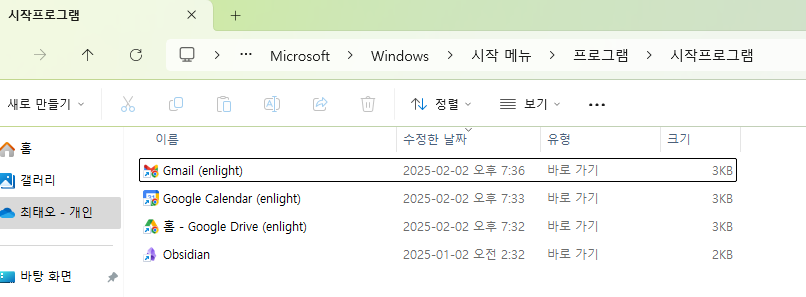 시작프로그램
Microsoft > Windows > 시작 메뉴 > 프로그램 > 시작프로그램
새로 만들기 정렬 보기
이름 수정한 날짜 유형 크기
홈
갤러리
최태오 - 개인
바탕 화면
Gmail (enlight) 2025-02-02 오후 7:36 바로 가기 3KB
Google Calendar (enlight) 2025-02-02 오후 7:33 바로 가기 3KB
홈 - Google Drive (enlight) 2025-02-02 오후 7:32 바로 가기 3KB
Obsidian 2025-01-02 오전 2:32 바로 가기 2KB